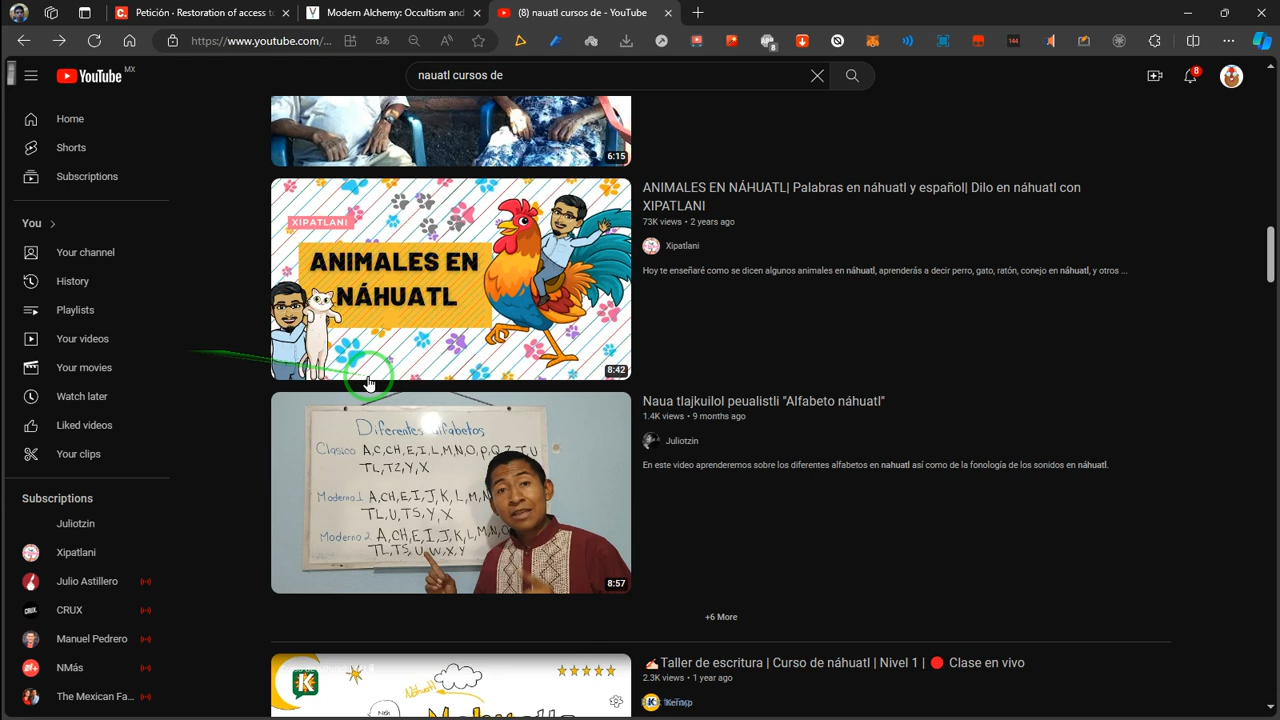 Petición · Restoration of access to
Modern Alchemy: Occultism and
(8) nauatl cursos de - YouTube
https://www.youtube.com/...
8
144
YouTube MX
nauatl cursos de
8
Home
Shorts
Subscriptions
You
Your channel
History
Playlists
Your videos
Your movies
Watch later
Liked videos
Your clips
Subscriptions
Juliotzin
Xipatlani
Julio Astillero
CRUX
Manuel Pedrero
NMás
The Mexican Fa...
6:15
XIPATLANI
ANIMALES EN
NÁHUATL
8:42
ANIMALES EN NÁHUATL| Palabras en náhuatl y español| Dilo en náhuatl con
XIPATLANI
73K views • 2 years ago
Xipatlani
Hoy te enseñaré como se dicen algunos animales en náhuatl, aprenderás a decir perro, gato, ratón, conejo en náhuatl, y otros ...
Diferentes alfabetos
Clasico A,C,CH,E,I,L,M,N,O,P,Q,Z,T,U
TL,TZ,Y,X
Moderno 1 A,CH,E,I,J,K,L,M,N
TL,U,TS,Y,X
Moderno 2. A,CH,E,I,J,K,L,M,N,O
TL,TS,U,W,X,Y
8:57
Naua tlajkuilol peualistli "Alfabeto náhuatl"
1.4K views • 9 months ago
Juliotzin
En este video aprenderemos sobre los diferentes alfabetos en nahuatl así como de la fonología de los sonidos en náhuatl.
+6 More
K
Náhuatl
✍🏻Taller de escritura | Curso de náhuatl | Nivel 1 | 🔴 Clase en vivo
2.3K views • 1 year ago